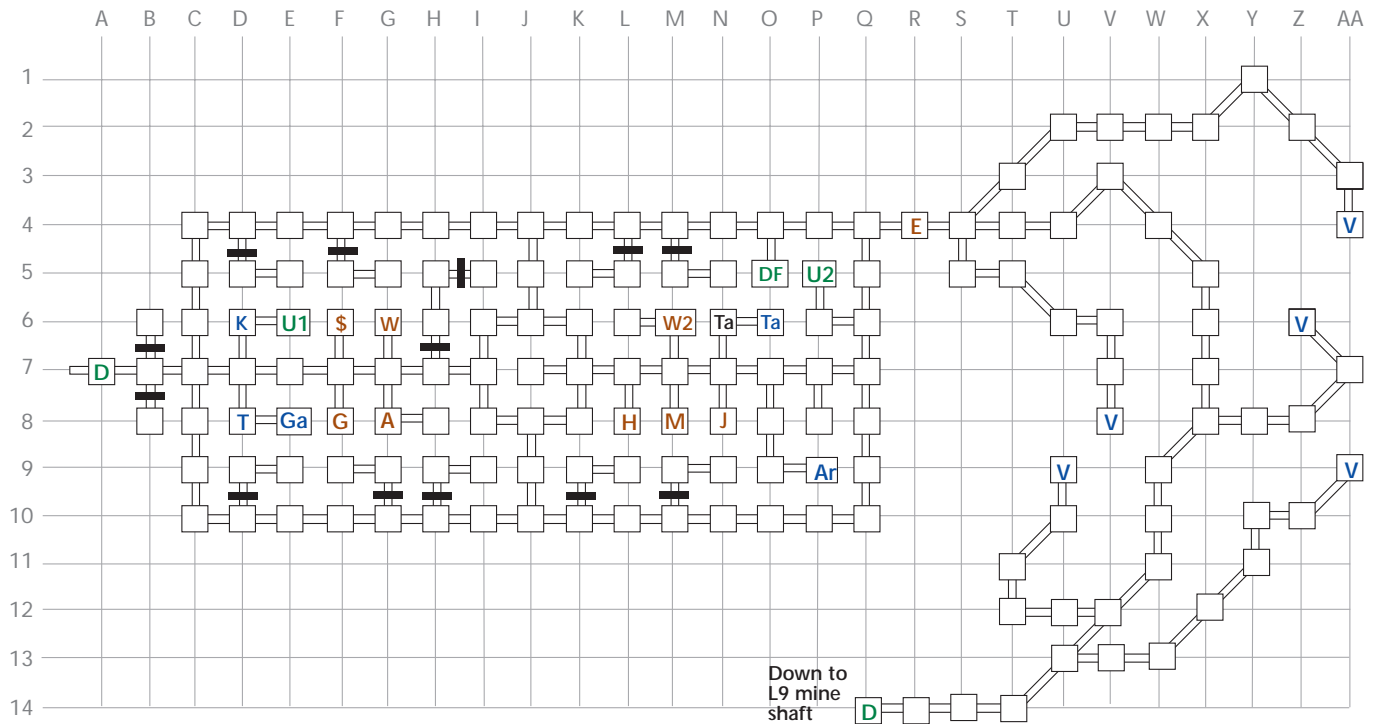 A B C D E F G H I J K L M N O P Q R S T U V W X Y Z AA
1
2
3
4 E V
5 DF U2
6 K U1 $ W W2 Ta Ta V
7 D
8 T Ga G A H M J V
9 Ar V V
10
11
12
13
Down to
L9 mine
14 shaft D